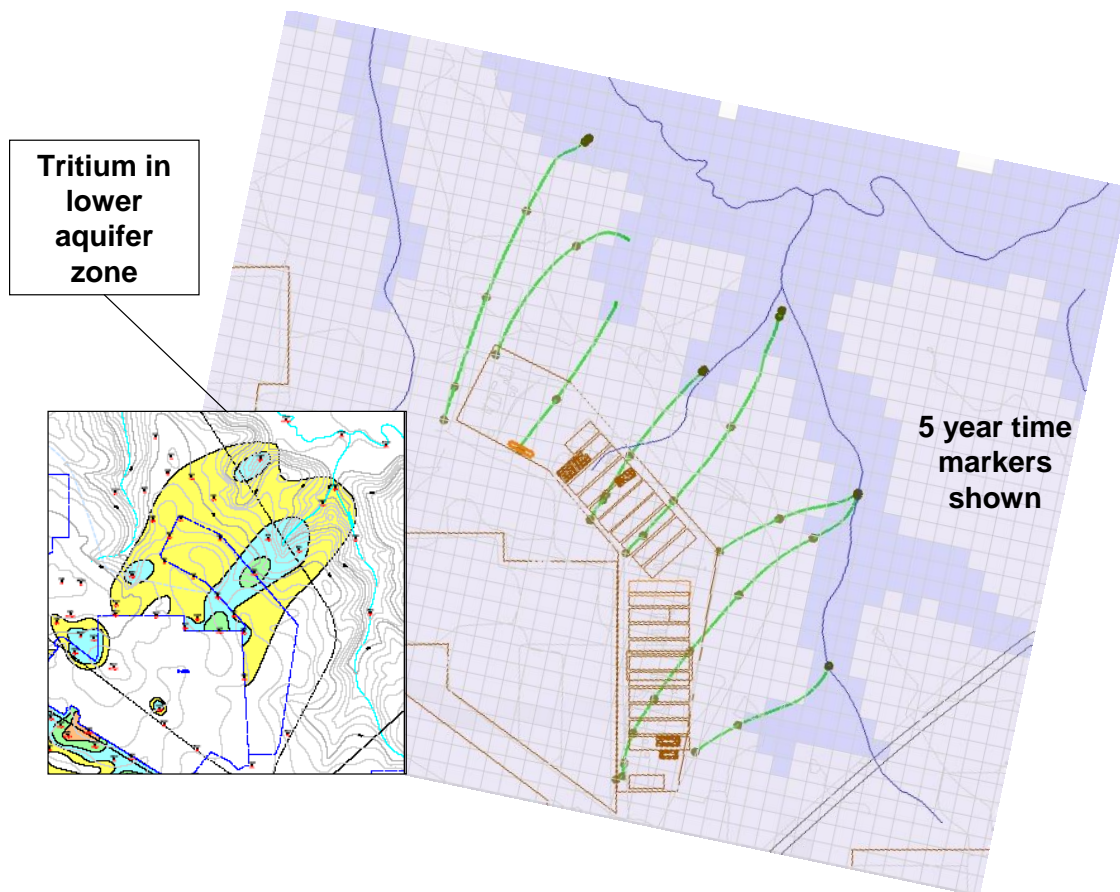 Tritium in
lower
aquifer
zone
5 year time
markers
shown